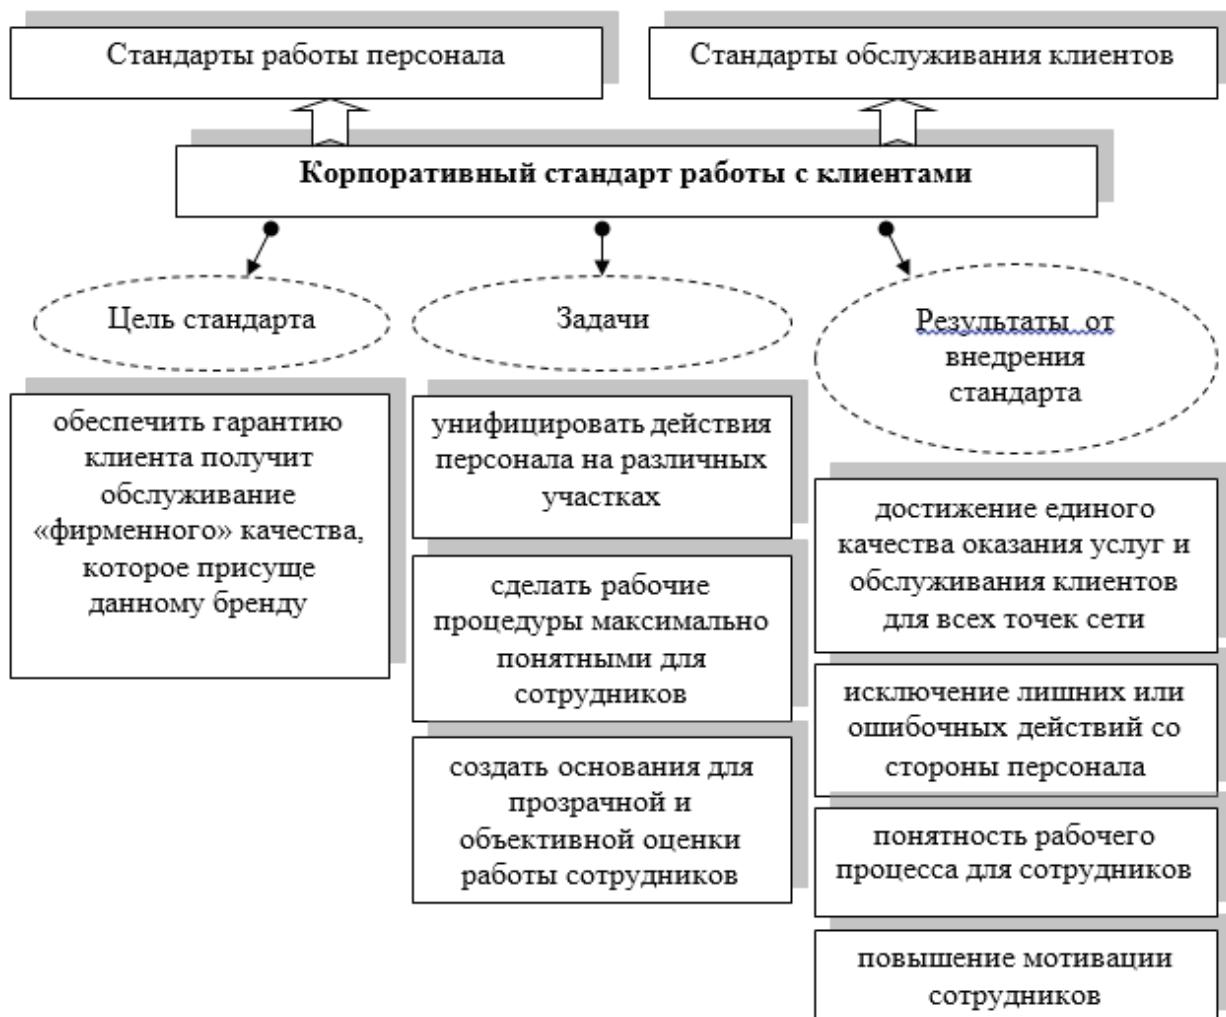 Стандарты работы персонала
Стандарты обслуживания клиентов
Корпоративный стандарт работы с клиентами
Цель стандарта
обеспечить гарантию
клиента получит
обслуживание
«фирменного» качества,
которое присуще
данному бренду
Задачи
унифицировать действия
персонала на различных
участках
сделать рабочие
процедуры максимально
понятными для
сотрудников
создать основания для
прозрачной и
объективной оценки
работы сотрудников
Результаты от
внедрения
стандарта
достижение единого
качества оказания услуг и
обслуживания клиентов
для всех точек сети
исключение лишних или
ошибочных действий со
стороны персонала
понятность рабочего
процесса для сотрудников
повышение мотивации
сотрудников